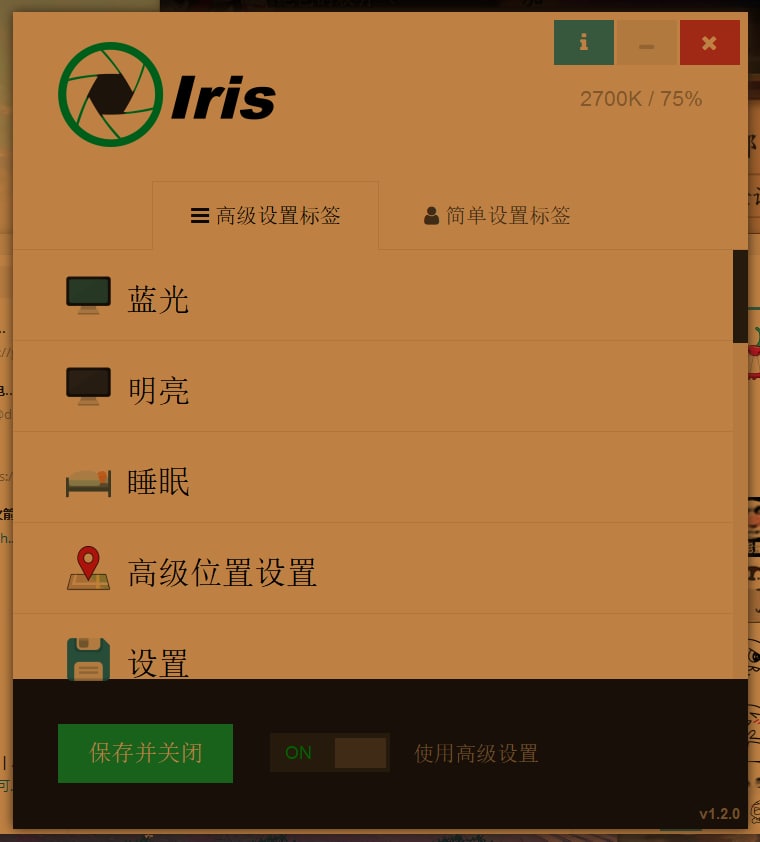 Iris
2700K / 75%
高级设置标签
简单设置标签
蓝光
明亮
睡眠
高级位置设置
设置
保存并关闭
ON
使用高级设置
v1.2.0